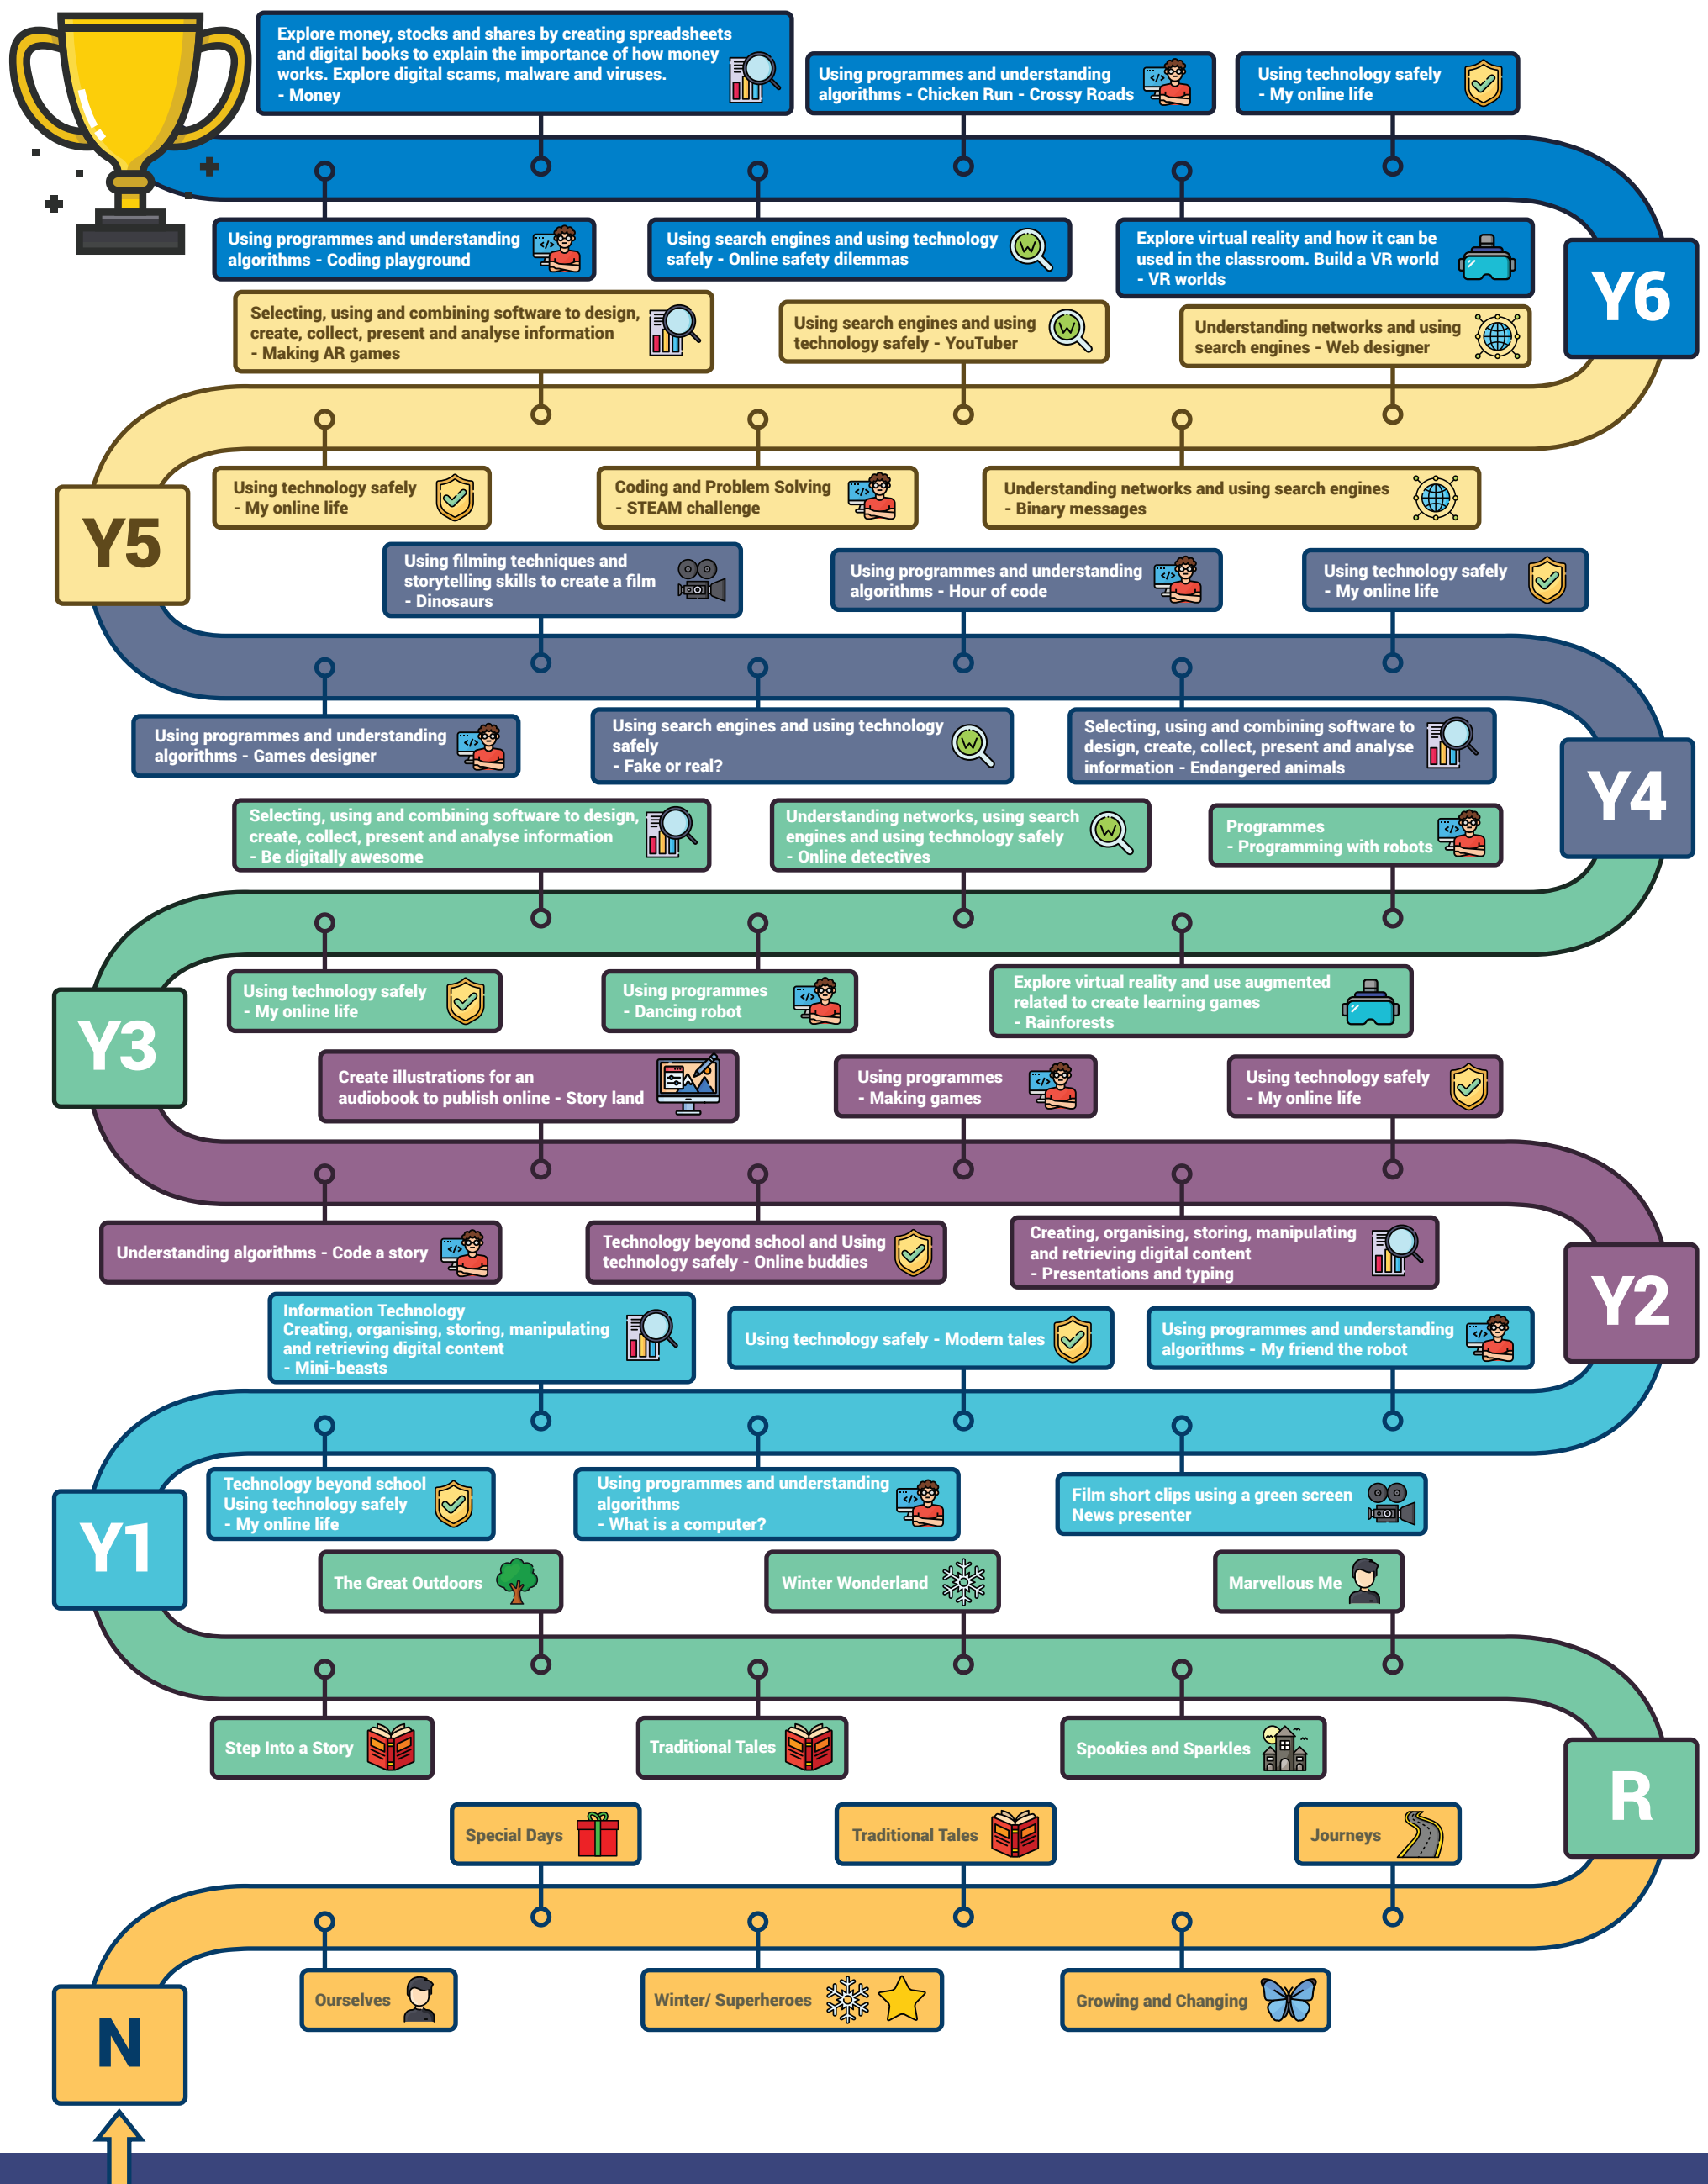 Explore money, stocks and shares by creating spreadsheets
and digital books to explain the importance of how money
works. Explore digital scams, malware and viruses.
- Money
Using programmes and understanding
algorithms - Chicken Run - Crossy Roads
Using technology safely
- My online life
Using programmes and understanding
algorithms - Coding playground
Using search engines and using technology
safely - Online safety dilemmas
Explore virtual reality and how it can be
used in the classroom. Build a VR world
- VR worlds
Y6
Selecting, using and combining software to design,
create, collect, present and analyse information
- Making AR games
Using search engines and using
technology safely - YouTuber
Understanding networks and using
search engines - Web designer
Using technology safely
- My online life
Coding and Problem Solving
- STEAM challenge
Understanding networks and using search engines
- Binary messages
Y5
Using filming techniques and
storytelling skills to create a film
- Dinosaurs
Using programmes and understanding
algorithms - Hour of code
Using technology safely
- My online life
Using programmes and understanding
algorithms - Games designer
Using search engines and using technology
safely
- Fake or real?
Selecting, using and combining software to
design, create, collect, present and analyse
information - Endangered animals
Y4
Selecting, using and combining software to design,
create, collect, present and analyse information
- Be digitally awesome
Understanding networks, using search
engines and using technology safely
- Online detectives
Programmes
- Programming with robots
Using technology safely
- My online life
Using programmes
- Dancing robot
Explore virtual reality and use augmented
related to create learning games
- Rainforests
Y3
Create illustrations for an
audiobook to publish online - Story land
Using programmes
- Making games
Using technology safely
- My online life
Understanding algorithms - Code a story
Technology beyond school and Using
technology safely - Online buddies
Creating, organising, storing, manipulating
and retrieving digital content
- Presentations and typing
Y2
Information Technology
Creating, organising, storing, manipulating
and retrieving digital content
- Mini-beasts
Using technology safely - Modern tales
Using programmes and understanding
algorithms - My friend the robot
Technology beyond school
Using technology safely
- My online life
Using programmes and understanding
algorithms
- What is a computer?
Film short clips using a green screen
News presenter
Y1
The Great Outdoors
Winter Wonderland
Marvellous Me
Step Into a Story
Traditional Tales
Spookies and Sparkles
R
Special Days
Traditional Tales
Journeys
Ourselves
Winter/ Superheroes
Growing and Changing
N